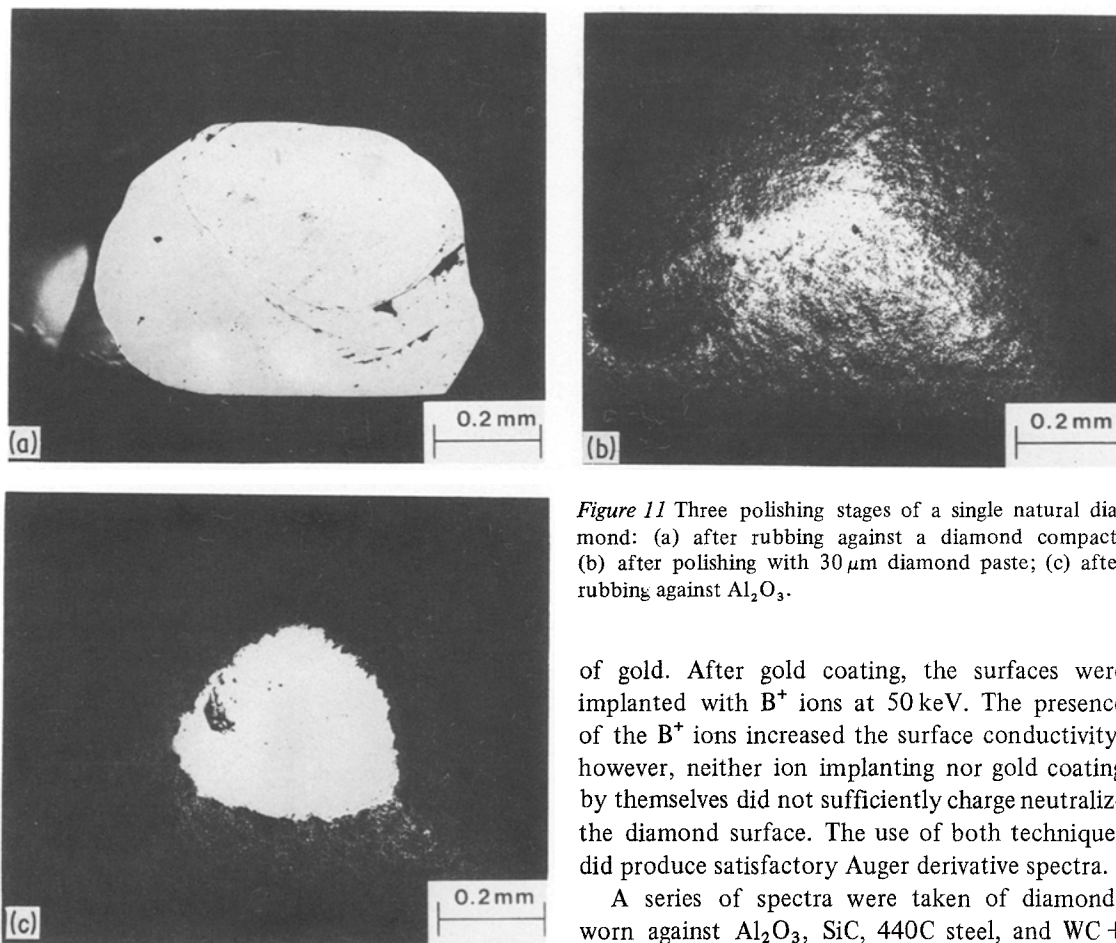 0.2 mm
(a)
0.2 mm
(b)
0.2 mm
(c)
Figure 11 Three polishing stages of a single natural dia-
mond: (a) after rubbing against a diamond compact
(b) after polishing with 30 μm diamond paste; (c) afte
rubbing against Al₂O₃.
of gold. After gold coating, the surfaces wer
implanted with B⁺ ions at 50 keV. The presenc
of the B⁺ ions increased the surface conductivity
however, neither ion implanting nor gold coating
by themselves did not sufficiently charge neutraliz
the diamond surface. The use of both technique
did produce satisfactory Auger derivative spectra.
A series of spectra were taken of diamond
worn against Al₂O₃, SiC, 440C steel, and WC +